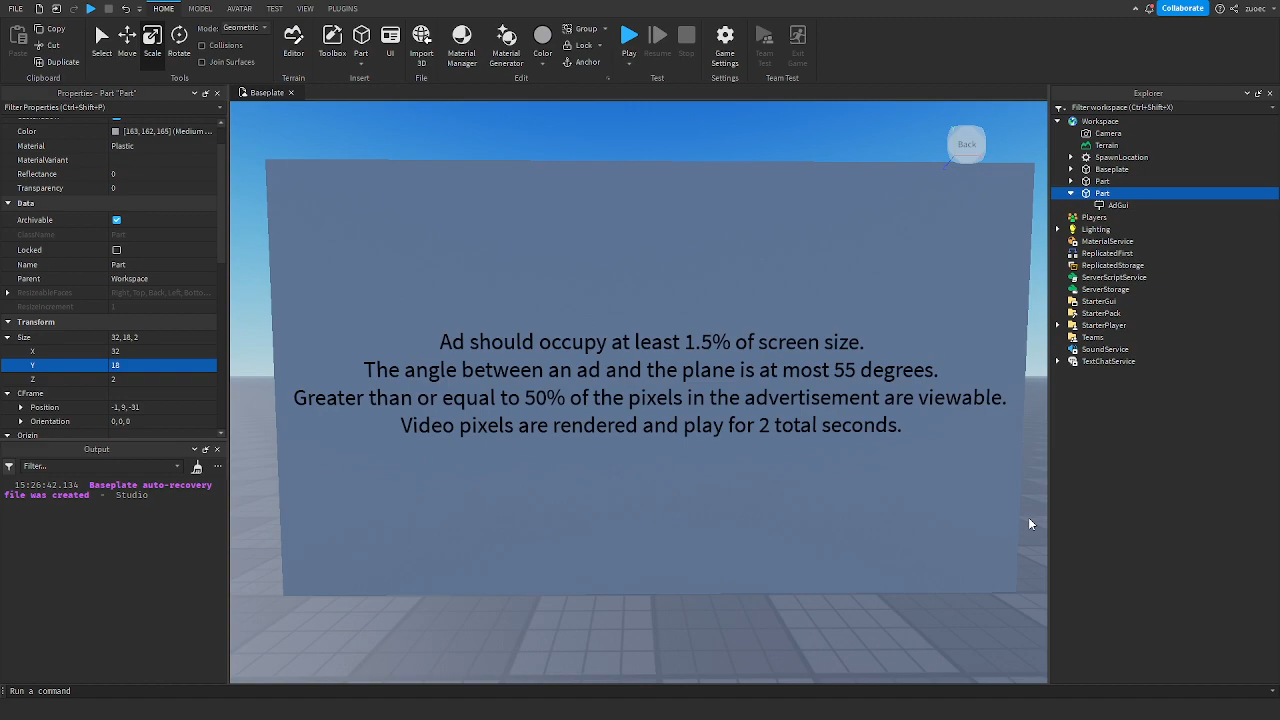 FILE HOME MODEL AVATAR TEST VIEW PLUGINS Collaborate zuoec
Paste Copy Cut Duplicate Clipboard
Select Move Scale Rotate Mode: Geometric Collisions Join Surfaces Tools
Editor Terrain
Toolbox Part UI Insert
Import 3D File
Material Manager Material Generator Color Group Lock Anchor Edit
Play Resume Stop Test
Game Settings Settings
Team Test Exit Game Team Test
Properties - Part "Part"
Filter Properties (Ctrl+Shift+P)
Color [163, 162, 165] (Medium ...
Material Plastic
MaterialVariant
Reflectance 0
Transparency 0
Data
Archivable
ClassName Part
Locked
Name Part
Parent Workspace
ResizeableFaces Right, Top, Back, Left, Botto...
ResizeIncrement 1
Transform
Size 32, 18, 2
X 32
Y 18
Z 2
CFrame
Position -1, 9, -31
Orientation 0, 0, 0
Origin
Output
Filter...
15:26:42.134 Baseplate auto-recovery
file was created - Studio
Baseplate
Back
Ad should occupy at least 1.5% of screen size.
The angle between an ad and the plane is at most 55 degrees.
Greater than or equal to 50% of the pixels in the advertisement are viewable.
Video pixels are rendered and play for 2 total seconds.
Explorer
Filter workspace (Ctrl+Shift+X)
Workspace
Camera
Terrain
SpawnLocation
Baseplate
Part
Part
AdGui
Players
Lighting
MaterialService
ReplicatedFirst
ReplicatedStorage
ServerScriptService
ServerStorage
StarterGui
StarterPack
StarterPlayer
Teams
SoundService
TextChatService
Run a command